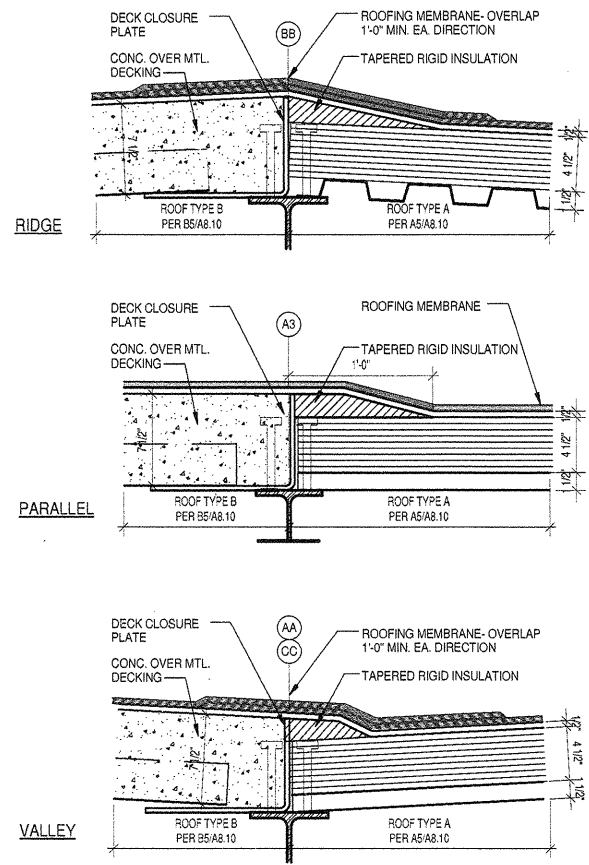 DECK CLOSURE
PLATE
CONC. OVER MTL.
DECKING
BB
ROOFING MEMBRANE- OVERLAP
1'-0" MIN. EA. DIRECTION
TAPERED RIGID INSULATION
7 1/2"
1/2"
4 1/2"
1/2"
ROOF TYPE B
PER B5/A8.10
ROOF TYPE A
PER A5/A8.10
RIDGE
DECK CLOSURE
PLATE
CONC. OVER MTL.
DECKING
A3
ROOFING MEMBRANE
TAPERED RIGID INSULATION
1'-0"
7 1/2"
1/2"
4 1/2"
1/2"
ROOF TYPE B
PER B5/A8.10
ROOF TYPE A
PER A5/A8.10
PARALLEL
DECK CLOSURE
PLATE
CONC. OVER MTL.
DECKING
AA
CC
ROOFING MEMBRANE- OVERLAP
1'-0" MIN. EA. DIRECTION
TAPERED RIGID INSULATION
7 1/2"
1/2"
4 1/2"
1/2"
ROOF TYPE B
PER B5/A8.10
ROOF TYPE A
PER A5/A8.10
VALLEY